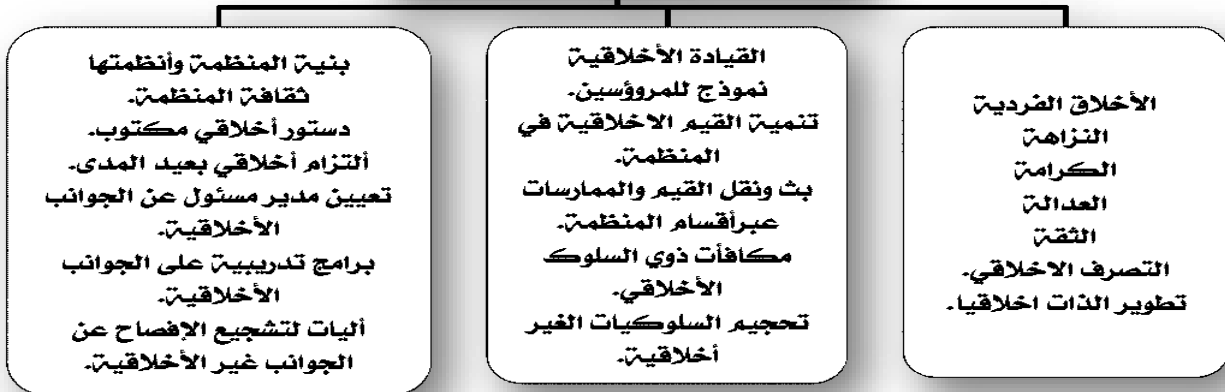 الأخلاق الفردية
النزاهة
الكرامة
العدالة
الثقة
التصرف الاخلاقي.
تطوير الذات اخلاقيا.
القيادة الأخلاقية
نموذج للمروؤسين.
تنمية القيم الاخلاقية في
المنظمة.
بث ونقل القيم والممارسات
عبرأقسام المنظمة.
مكافأت ذوي السلوك
الأخلاقي.
تحجيم السلوكيات الغير
أخلاقية.
بنية المنظمة وأنظمتها
ثقافة المنظمة.
دستور أخلاقي مكتوب.
ألتزام أخلاقي بعيد المدى.
تعيين مدير مسئول عن الجوانب
الأخلاقية.
برامج تدريبية على الجوانب
الأخلاقية.
أليات لتشجيع الإفصاح عن
الجوانب غير الأخلاقية.